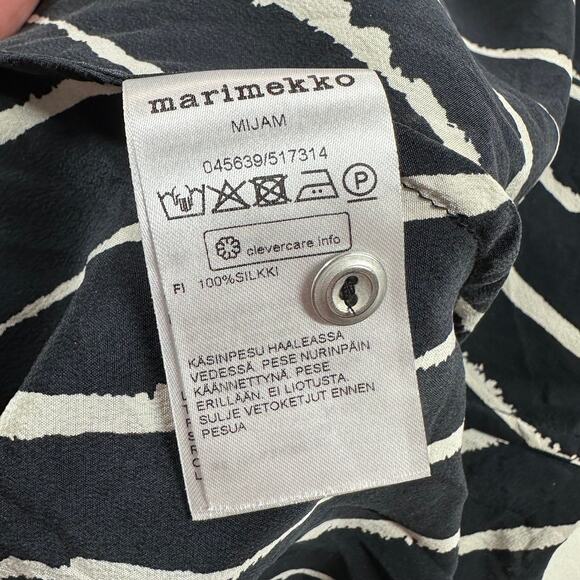 marimekko
MIJAM
045639/517314
P
clevercare.info
FI 100%SILKKI
KÄSINPESU HAALEASSA
VEDESSÄ. PESE NURINPÄIN
KÄÄNNETTYNÄ. PESE
ERILLÄÄN. EI LIOTUSTA.
SULJE VETOKETJUT ENNEN
PESUA